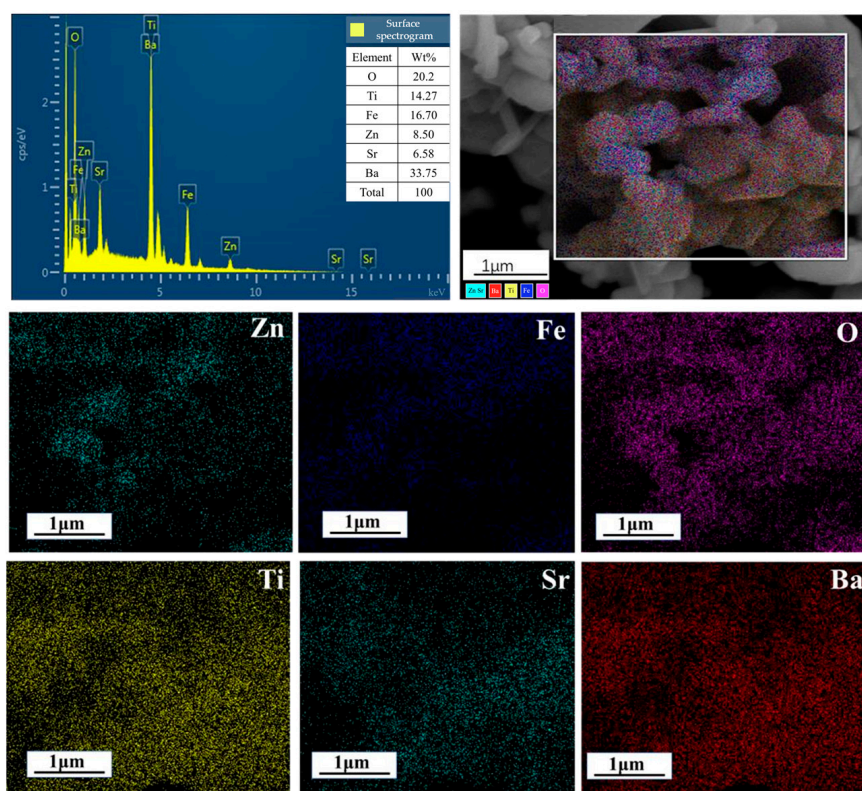 Ti
O
Ba
Zn
Fe
Sr
Ti
Ba
Fe
Zn
Sr
Sr
cps/eV
2
1
0
0
5
10
15
keV
Surface
spectrogram
Element Wt%
O 20.2
Ti 14.27
Fe 16.70
Zn 8.50
Sr 6.58
Ba 33.75
Total 100
1μm
Zn Sr Ba Ti Fe O
Zn
1μm
Fe
1μm
O
1μm
Ti
1μm
Sr
1μm
Ba
1μm